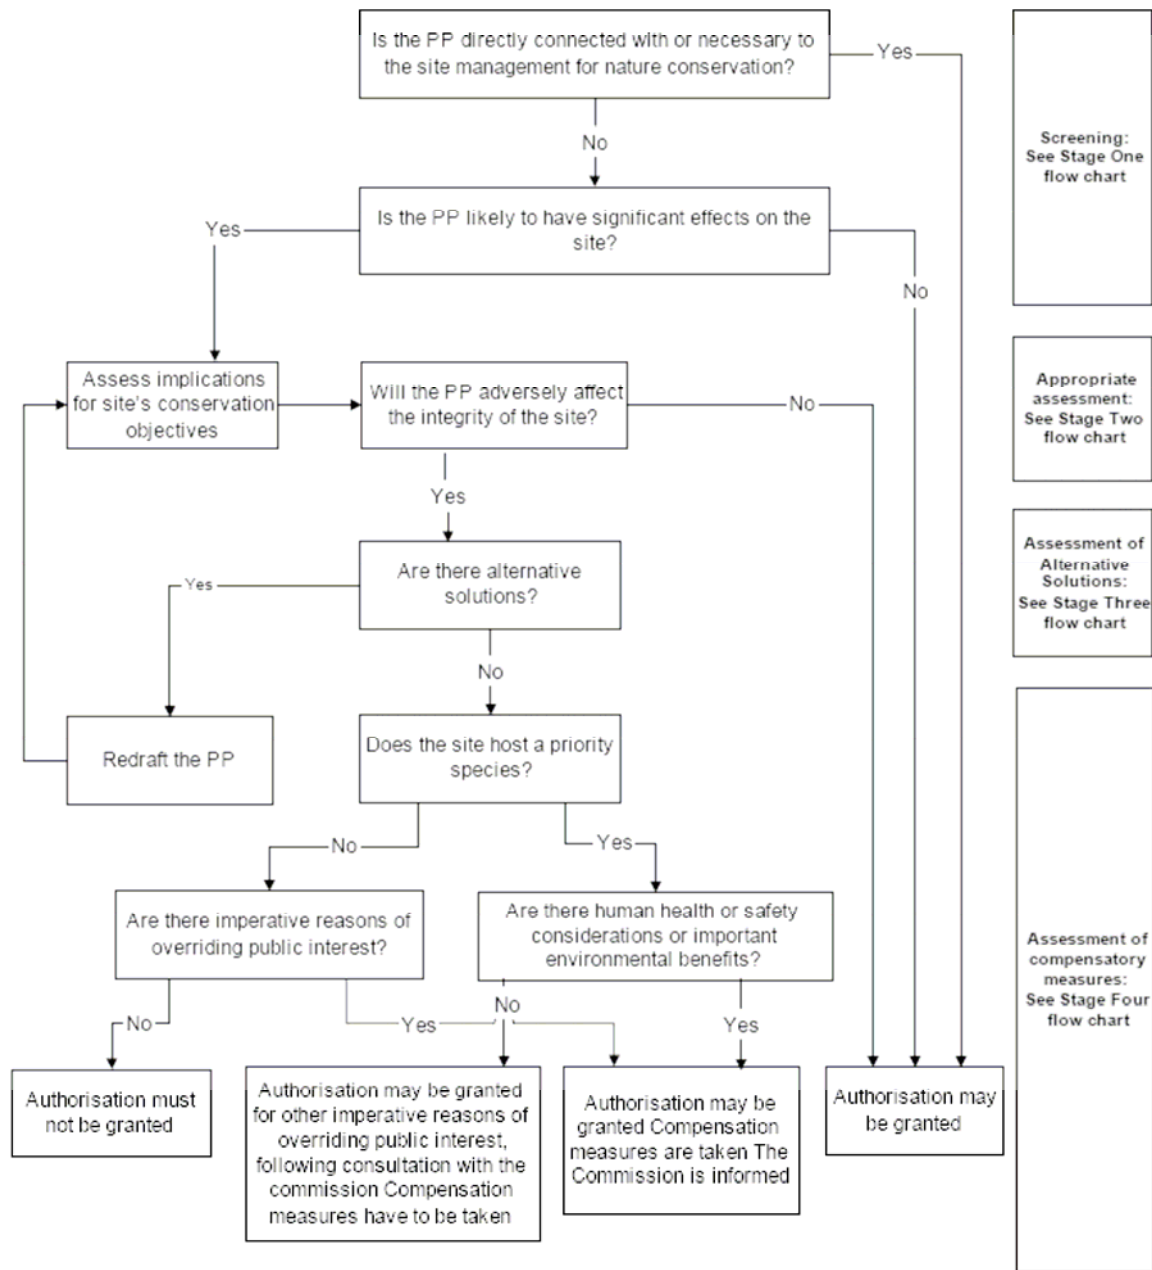 Is the PP directly connected with or necessary to
the site management for nature conservation?
Yes
No
Screening:
See Stage One
flow chart
Is the PP likely to have significant effects on the
site?
Yes
No
Assess implications
for site's conservation
objectives
Will the PP adversely affect
the integrity of the site?
No
Appropriate
assessment:
See Stage Two
flow chart
Yes
Are there alternative
solutions?
Yes
Assessment of
Alternative
Solutions:
See Stage Three
flow chart
No
Redraft the PP
Does the site host a priority
species?
No
Yes
Are there imperative reasons of
overriding public interest?
Are there human health or safety
considerations or important
environmental benefits?
Assessment of
compensatory
measures:
See Stage Four
flow chart
No
Yes
No
Yes
Authorisation must
not be granted
Authorisation may be granted
for other imperative reasons of
overriding public interest,
following consultation with the
commission Compensation
measures have to be taken
Authorisation may be
granted Compensation
measures are taken The
Commission is informed
Authorisation may
be granted